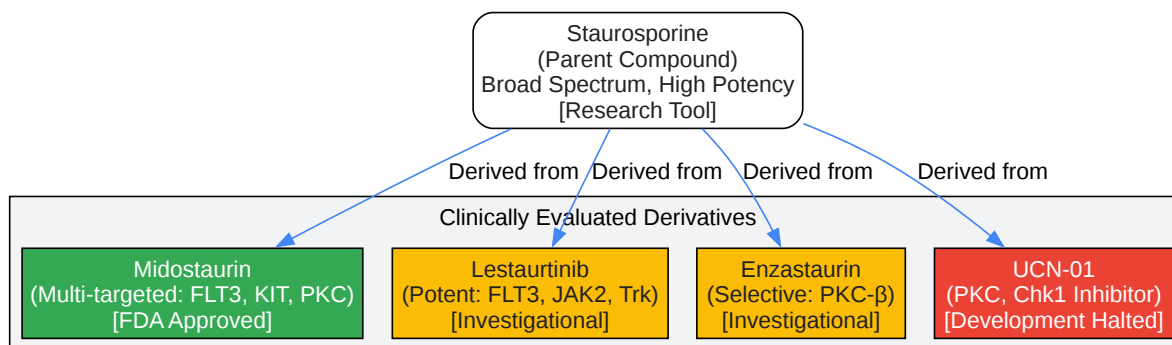 Staurosporine
(Parent Compound)
Broad Spectrum, High Potency
[Research Tool]
Derived from
Derived from
Derived from
Derived from
Clinically Evaluated Derivatives
Midostaurin
(Multi-targeted: FLT3, KIT, PKC)
[FDA Approved]
Lestaurtinib
(Potent: FLT3, JAK2, Trk)
[Investigational]
Enzastaurin
(Selective: PKC-β)
[Investigational]
UCN-01
(PKC, Chk1 Inhibitor)
[Development Halted]